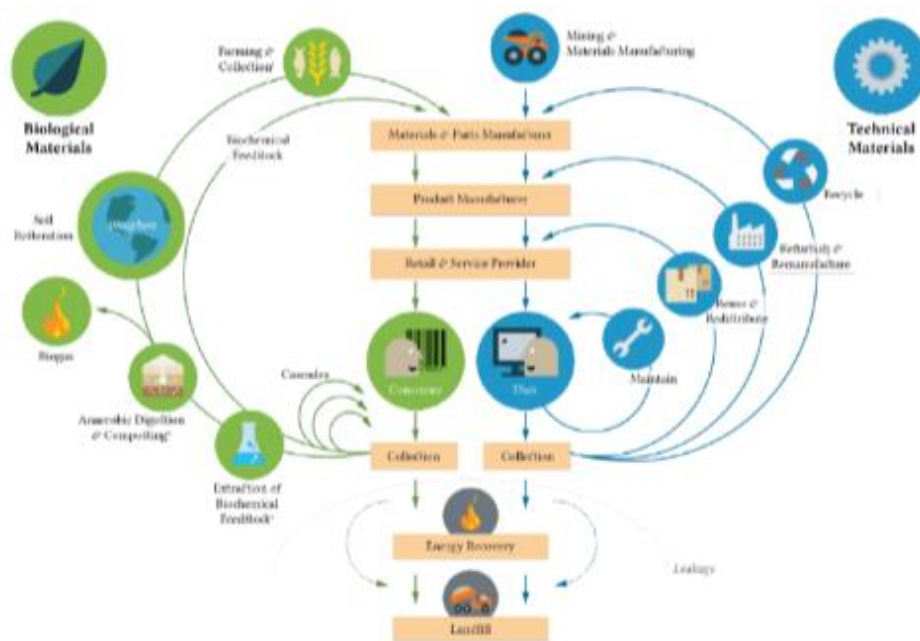 Farming &
Collection¹
Mining &
Materials Manufacturing
Biological
Materials
Technical
Materials
Biochemical
Feedstock
Materials & Parts Manufacturer
Recycle
Product Manufacturer
Soil
Restoration
Biosphere
Refurbish &
Remanufacture
Retail & Service Provider
Reuse &
Redistribute
Biogas
Maintain
Cascades
Consumer
User
Anaerobic Digestion
& Composting
Collection
Collection
Extraction of
Biochemical
Feedstock
Energy Recovery
Leakage
Landfill